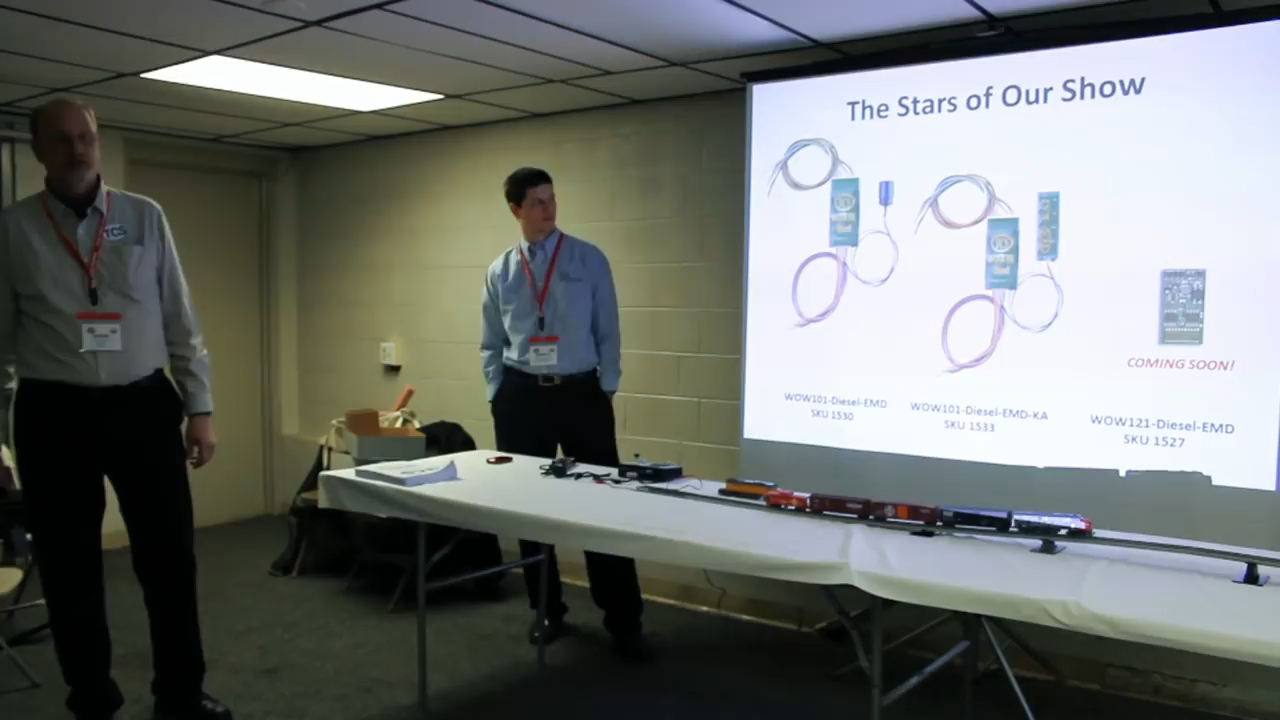 The Stars of Our Show
COMING SOON!
WOW101-Diesel-EMD
SKU 1530
WOW101-Diesel-EMD-KA
SKU 1533
WOW121-Diesel-EMD
SKU 1527
TCS